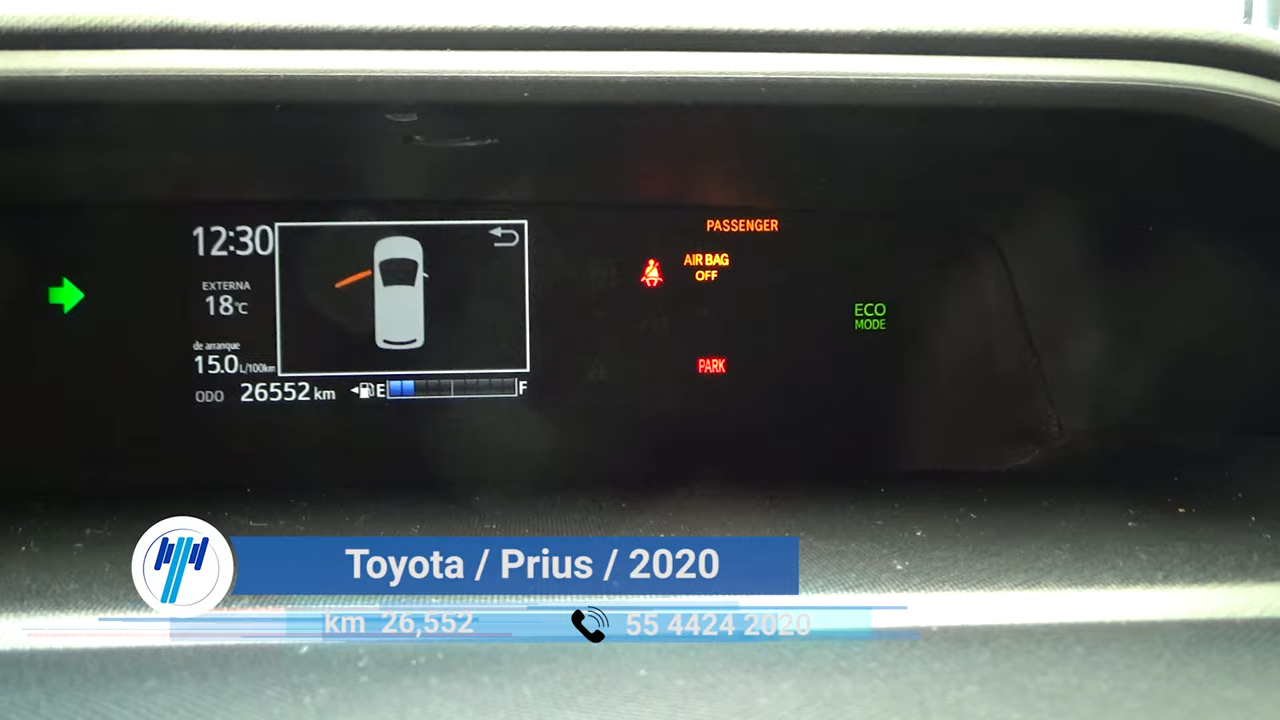 12:30
EXTERNA
18°C
de arranque
15.0 L/100km
ODO 26552 km E F
PASSENGER
AIR BAG
OFF
PARK
ECO
MODE
Toyota / Prius / 2020
km 26,552 55 4424 2020